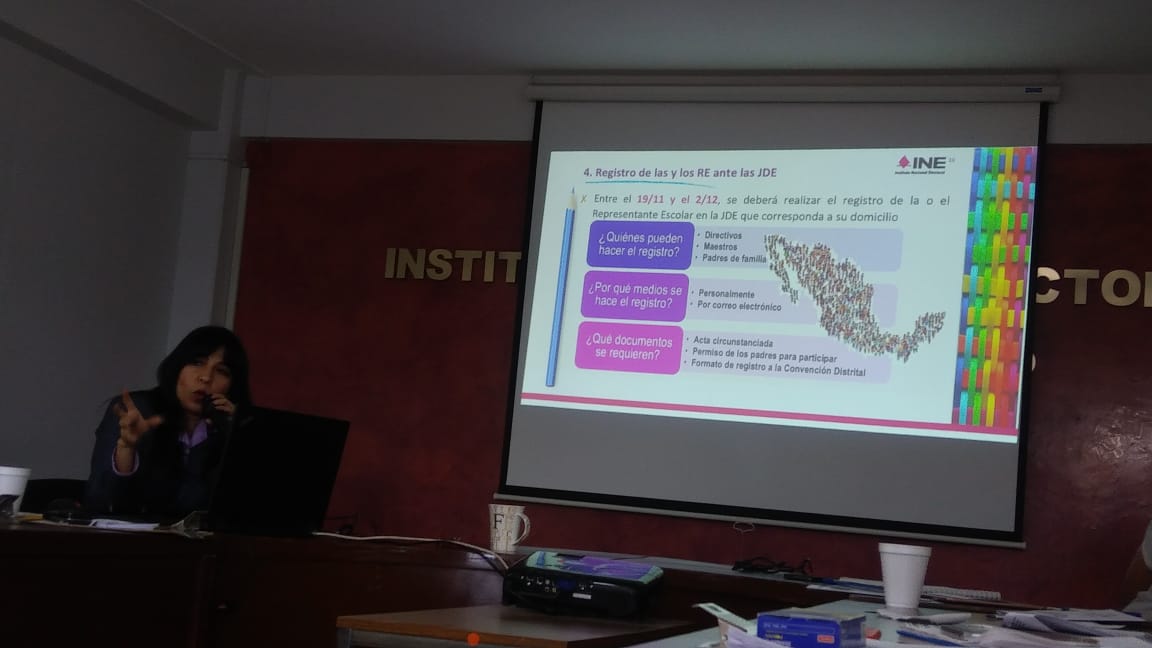 INSTIT
CTO
INE
Instituto Nacional Electoral
4. Registro de las y los RE ante las JDE
Entre el 19/11 y el 2/12, se deberá realizar el registro de la o el
Representante Escolar en la JDE que corresponda a su domicilio
¿Quiénes pueden
hacer el registro?
• Directivos
• Maestros
• Padres de familia
¿Por qué medios se
hace el registro?
• Personalmente
• Por correo electrónico
¿Qué documentos
se requieren?
• Acta circunstanciada
• Permiso de los padres para participar
• Formato de registro a la Convención Distrital
F